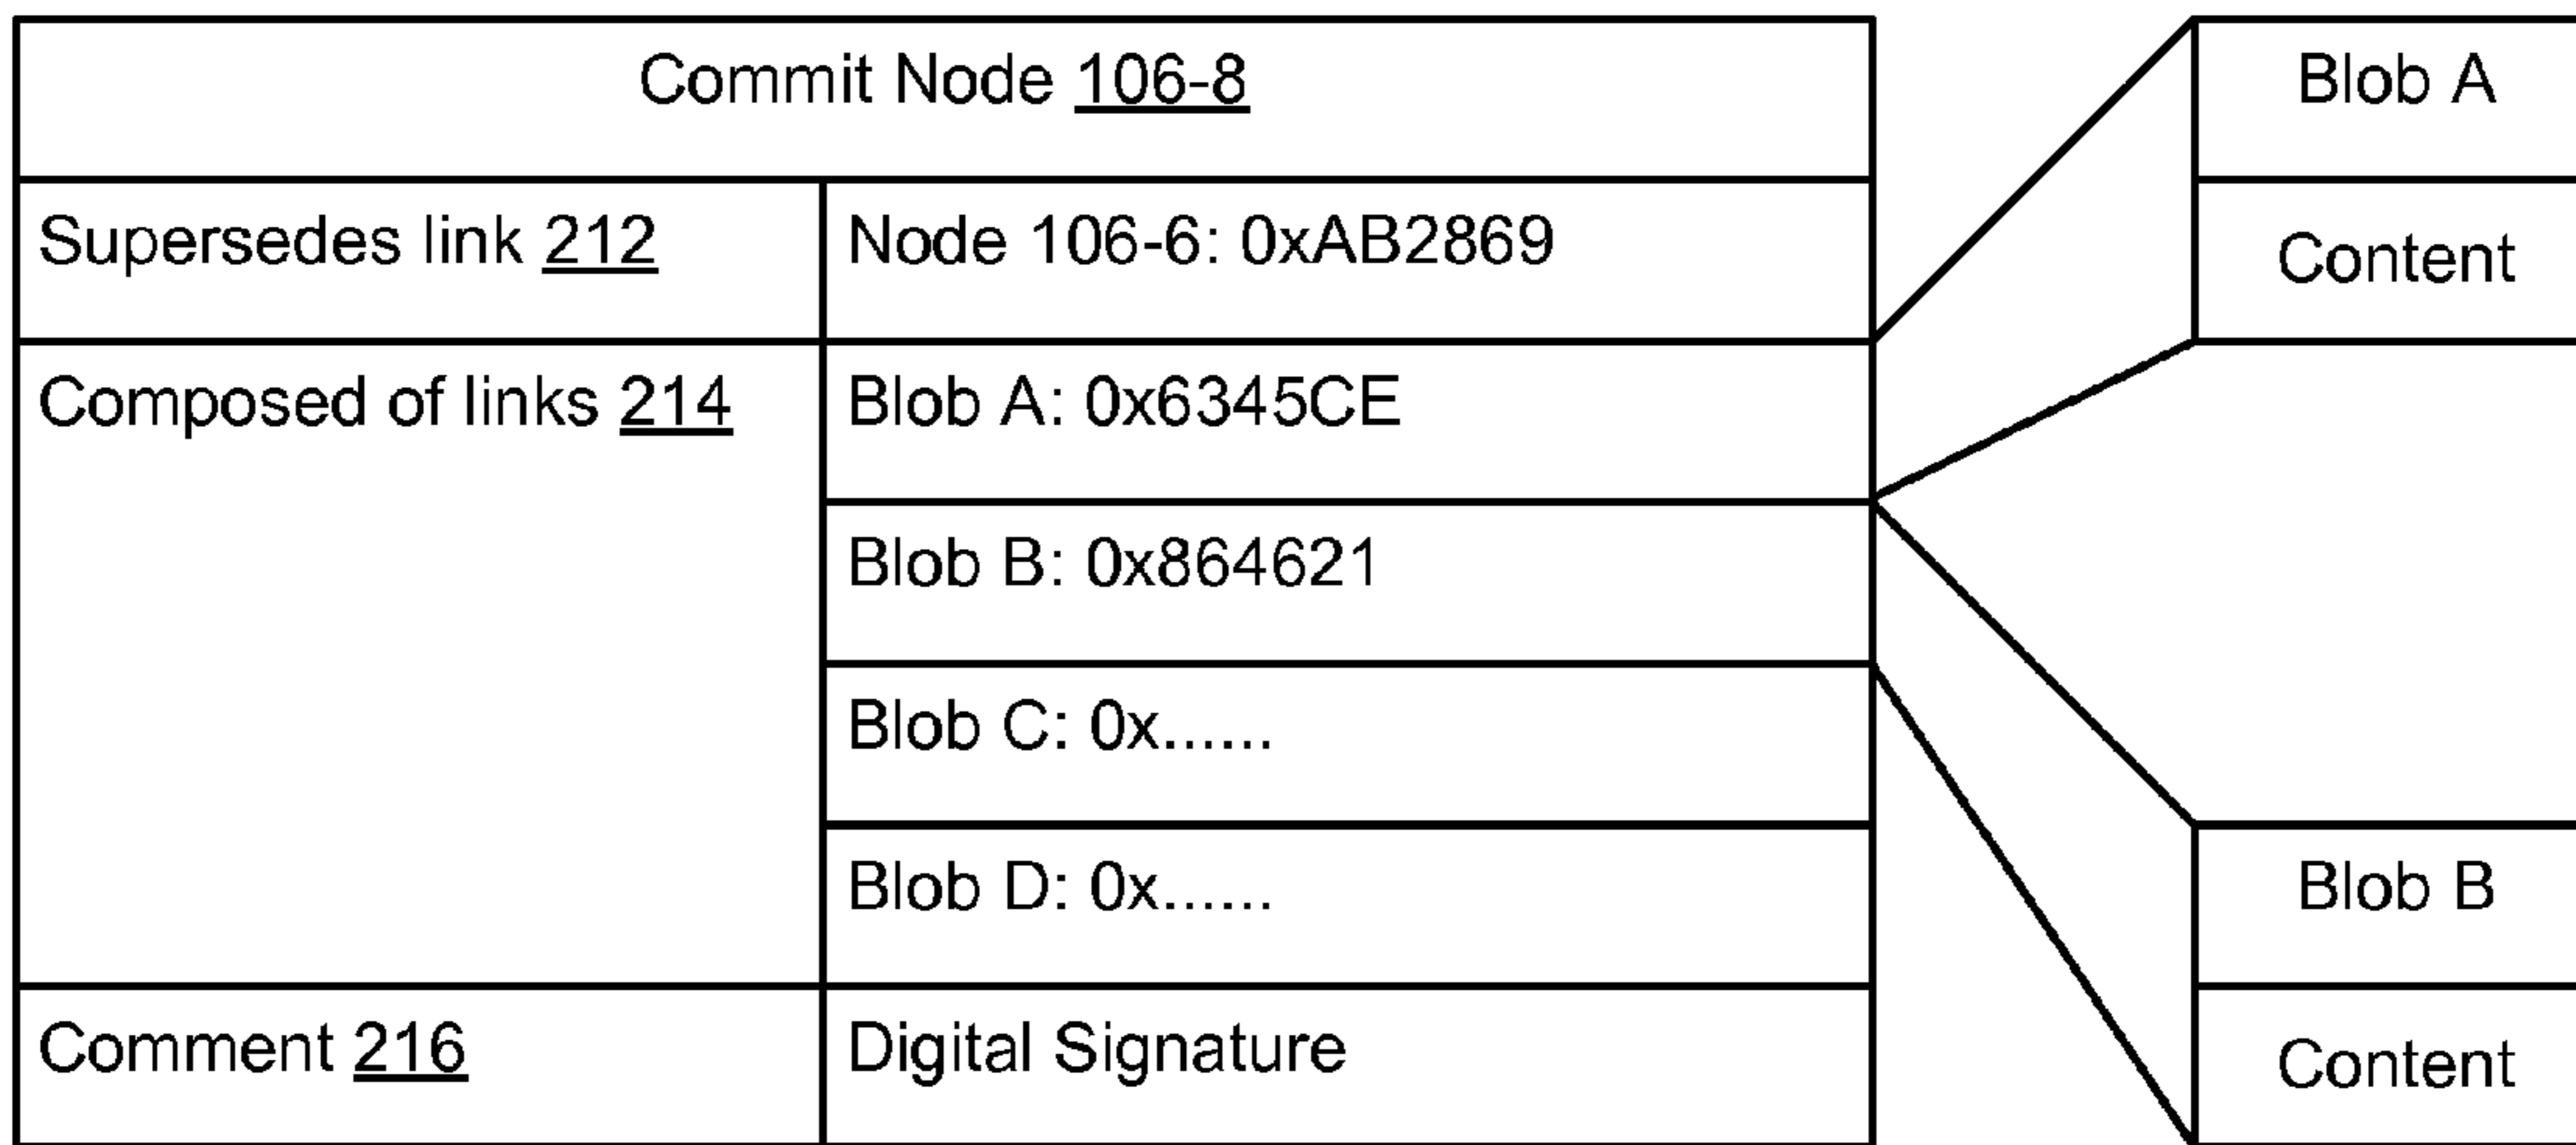 Commit Node 106-8
Supersedes link 212
Node 106-6: 0xAB2869
Composed of links 214
Blob A: 0x6345CE
Blob B: 0x864621
Blob C: 0x......
Blob D: 0x......
Comment 216
Digital Signature
Blob A
Content
Blob B
Content